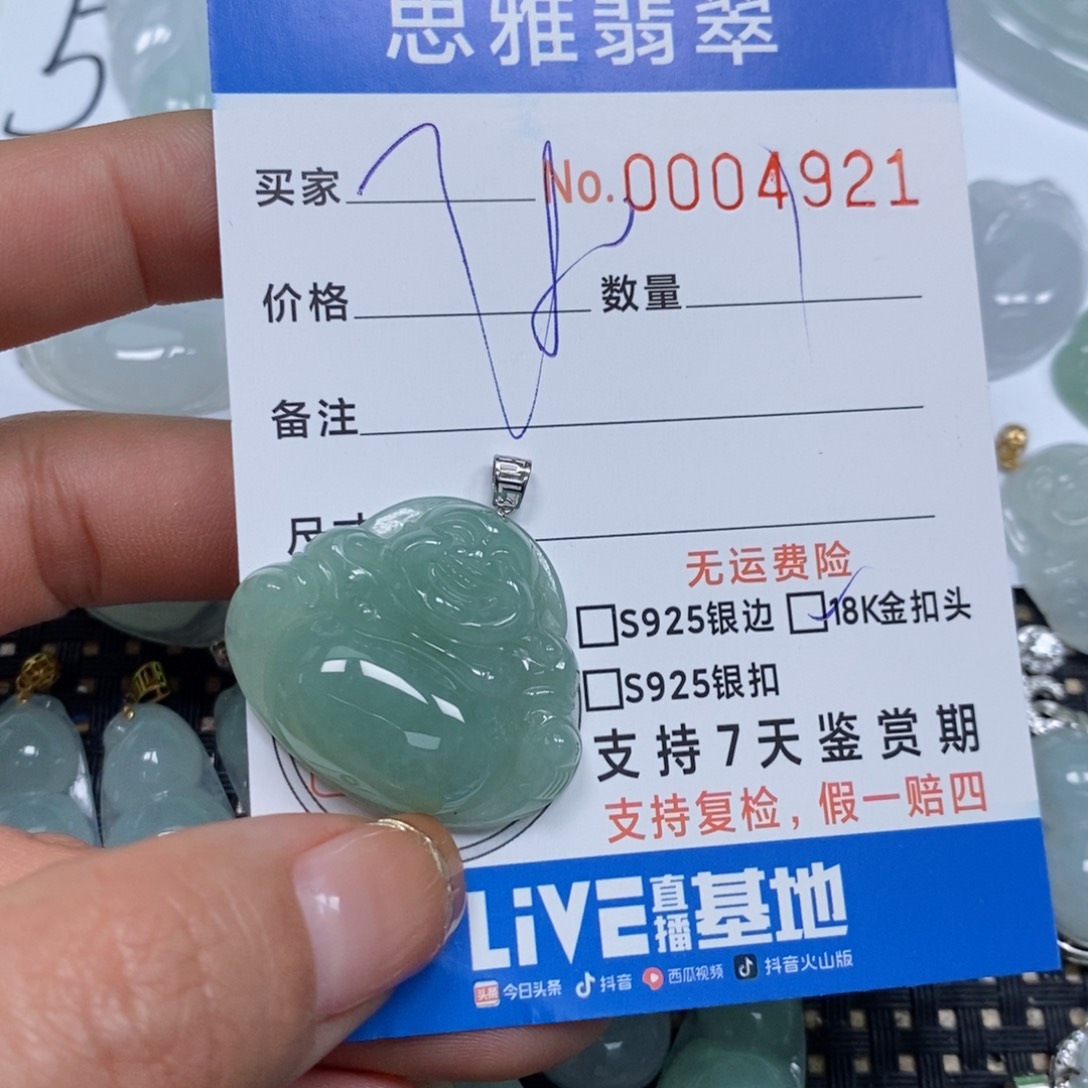 5
思雅翡翠
买家 No.0004921
价格 数量
备注
尺寸
无运费险
S925银边 18K金扣头
S925银扣
支持7天鉴赏期
支持复检，假一赔四
LiVE直播基地
头条 今日头条 抖音 西瓜视频 抖音火山版